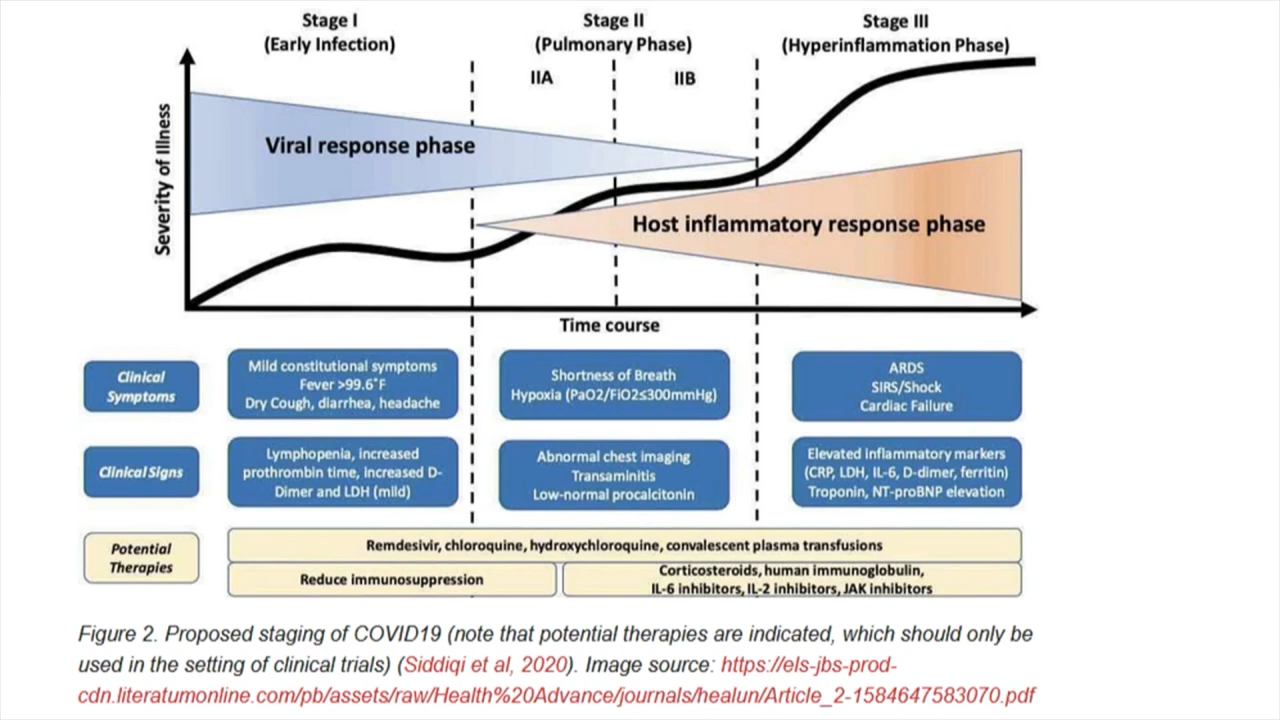 Stage I
(Early Infection)
Stage II
(Pulmonary Phase)
Stage III
(Hyperinflammation Phase)
IIA
IIB
Severity of Illness
Viral response phase
Host inflammatory response phase
Time course
Clinical
Symptoms
Mild constitutional symptoms
Fever >99.6°F
Dry Cough, diarrhea, headache
Shortness of Breath
Hypoxia (PaO2/FiO2≤300mmHg)
ARDS
SIRS/Shock
Cardiac Failure
Clinical Signs
Lymphopenia, increased
prothrombin time, increased D-
Dimer and LDH (mild)
Abnormal chest imaging
Transaminitis
Low-normal procalcitonin
Elevated inflammatory markers
(CRP, LDH, IL-6, D-dimer, ferritin)
Troponin, NT-proBNP elevation
Potential
Therapies
Remdesivir, chloroquine, hydroxychloroquine, convalescent plasma transfusions
Reduce immunosuppression
Corticosteroids, human immunoglobulin,
IL-6 inhibitors, IL-2 inhibitors, JAK inhibitors
Figure 2. Proposed staging of COVID19 (note that potential therapies are indicated, which should only be
used in the setting of clinical trials) (Siddiqi et al, 2020). Image source: https://els-jbs-prod-
cdn.literatumonline.com/pb/assets/raw/Health%20Advance/journals/healun/Article_2-1584647583070.pdf